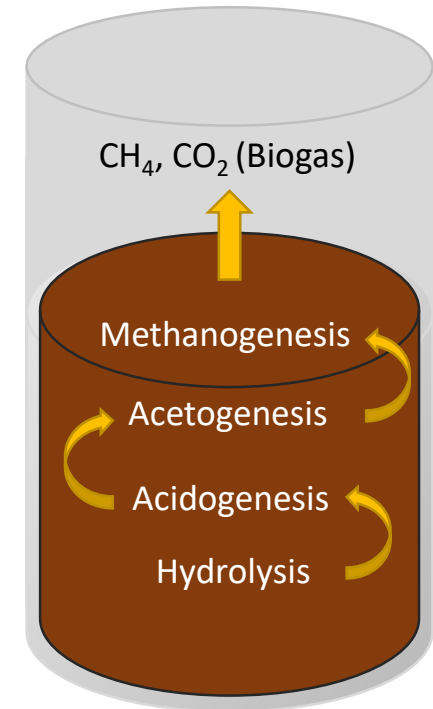 CH₄, CO₂ (Biogas)
Methanogenesis
Acetogenesis
Acidogenesis
Hydrolysis